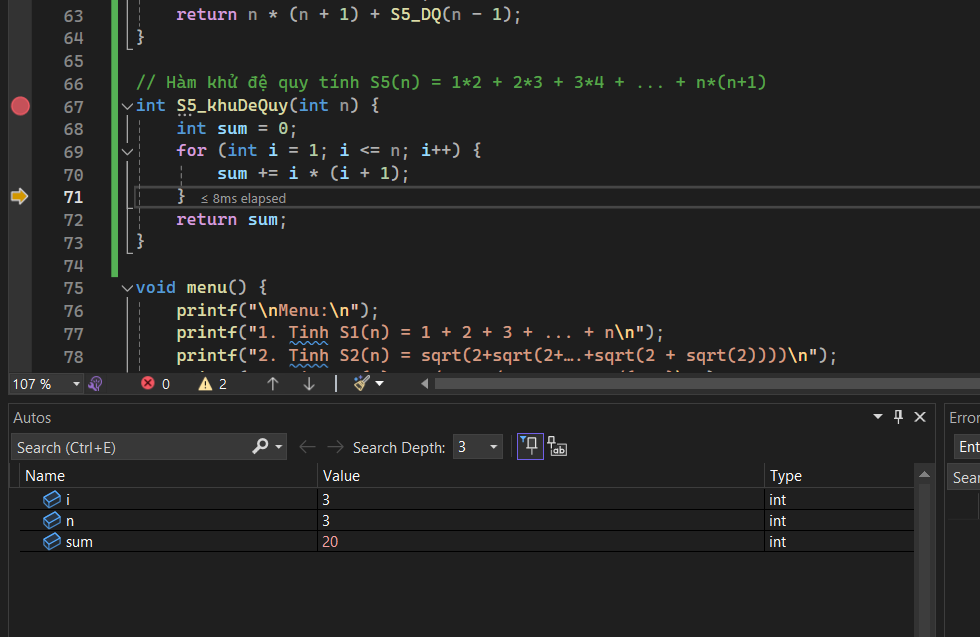 63 return n * (n + 1) + S5_DQ(n - 1);
64 }
65
66 // Hàm khử đệ quy tính S5(n) = 1*2 + 2*3 + 3*4 + ... + n*(n+1)
67 int S5_khuDeQuy(int n) {
68 int sum = 0;
69 for (int i = 1; i <= n; i++) {
70 sum += i * (i + 1);
71 } ≤ 8ms elapsed
72 return sum;
73 }
74
75 void menu() {
76 printf("\nMenu:\n");
77 printf("1. Tinh S1(n) = 1 + 2 + 3 + ... + n\n");
78 printf("2. Tinh S2(n) = sqrt(2+sqrt(2+….+sqrt(2 + sqrt(2))))\n");
107 % 0 2
Autos
Search (Ctrl+E) Search Depth: 3
Name Value Type
i 3 int
n 3 int
sum 20 int
Error
Ent
Sear